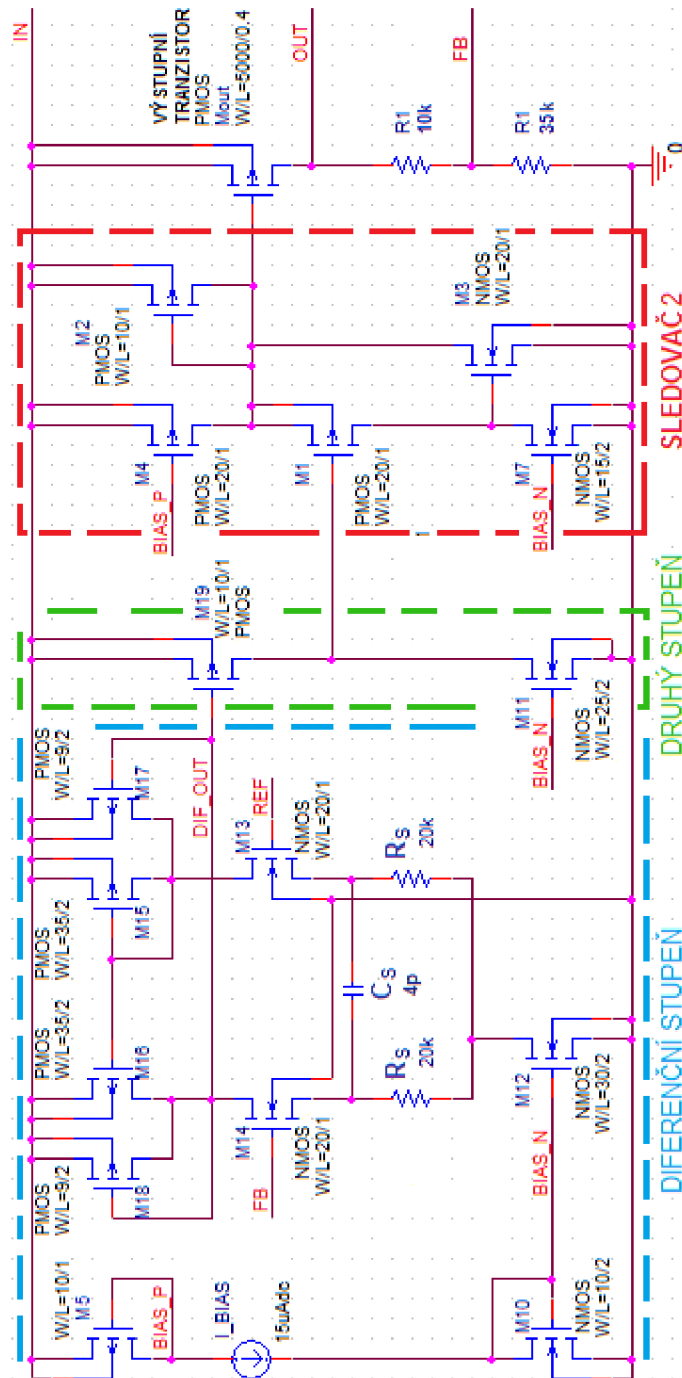 IN
W/L=10/1
M5
BIAS_P
I_BIAS
15uAdc
M10
NMOS
W/L=10/2
PMOS
W/L=9/2
M18
PMOS
W/L=35/2
M16
PMOS
W/L=35/2
M15
PMOS
W/L=9/2
M17
DIF_OUT
FB
M14
NMOS
W/L=20/1
REF
M13
NMOS
W/L=20/1
CS
4p
RS
20k
RS
20k
BIAS_N
M12
NMOS
W/L=30/2
DIFERENČNÍ STUPEŇ
M19
W/L=10/1
PMOS
BIAS_N
M11
NMOS
W/L=25/2
DRUHÝ STUPEŇ
BIAS_P
M4
PMOS
W/L=20/1
M2
PMOS
W/L=10/1
1
M1
PMOS
W/L=20/1
M3
NMOS
W/L=20/1
BIAS_N
M7
NMOS
W/L=15/2
SLEDOVAČ 2
VÝSTUPNÍ
TRANZISTOR
PMOS
Mout
W/L=5000/0.4
OUT
R1
10k
FB
R1
35k
0